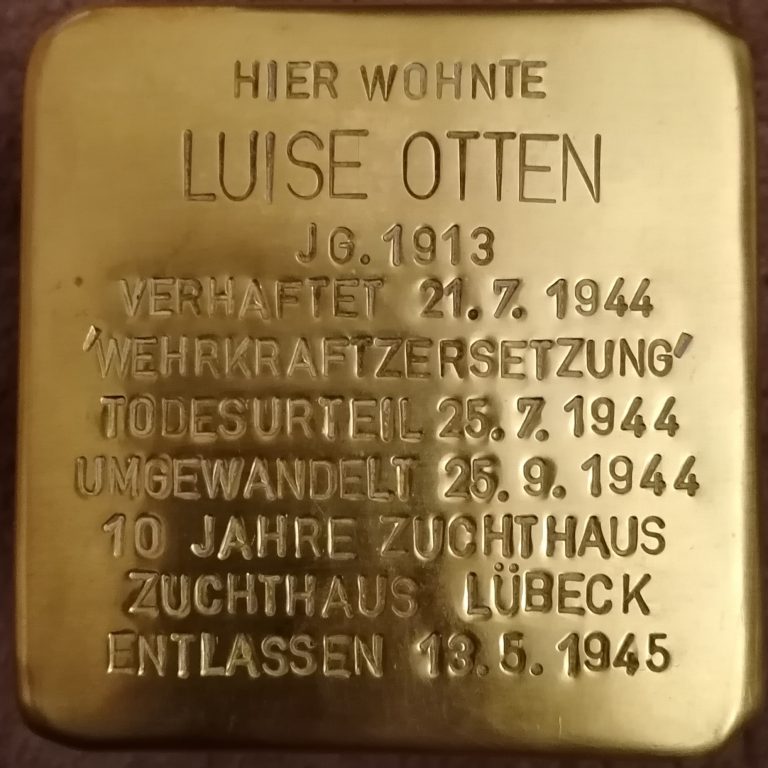 HIER WOHNTE
LUISE OTTEN
JG. 1913
VERHAFTET 21.7.1944
'WEHRKRAFTZERSETZUNG'
TODESURTEIL 25.7.1944
UMGEWANDELT 25.9.1944
10 JAHRE ZUCHTHAUS
ZUCHTHAUS LÜBECK
ENTLASSEN 13.5.1945